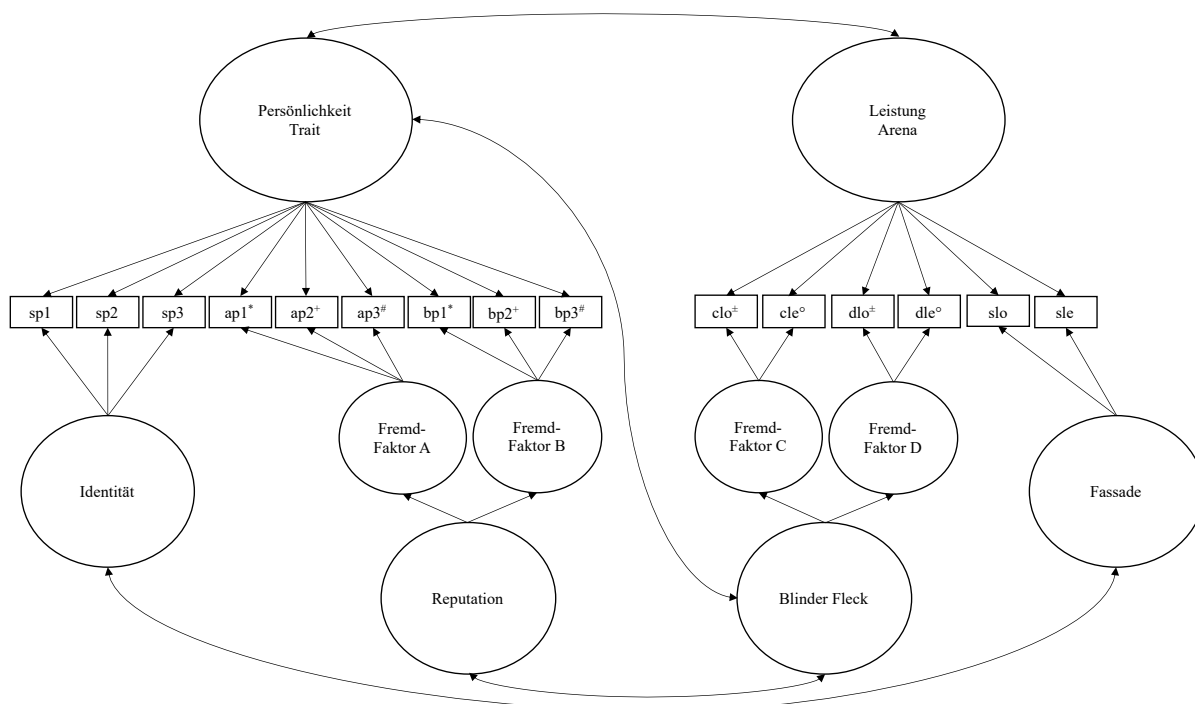 Persönlichkeit
Trait
Leistung
Arena
sp1
sp2
sp3
ap1*
ap2+
ap3#
bp1*
bp2+
bp3#
clo±
cle°
dlo±
dle°
slo
sle
Fremd-
Faktor A
Fremd-
Faktor B
Fremd-
Faktor C
Fremd-
Faktor D
Identität
Fassade
Reputation
Blinder Fleck